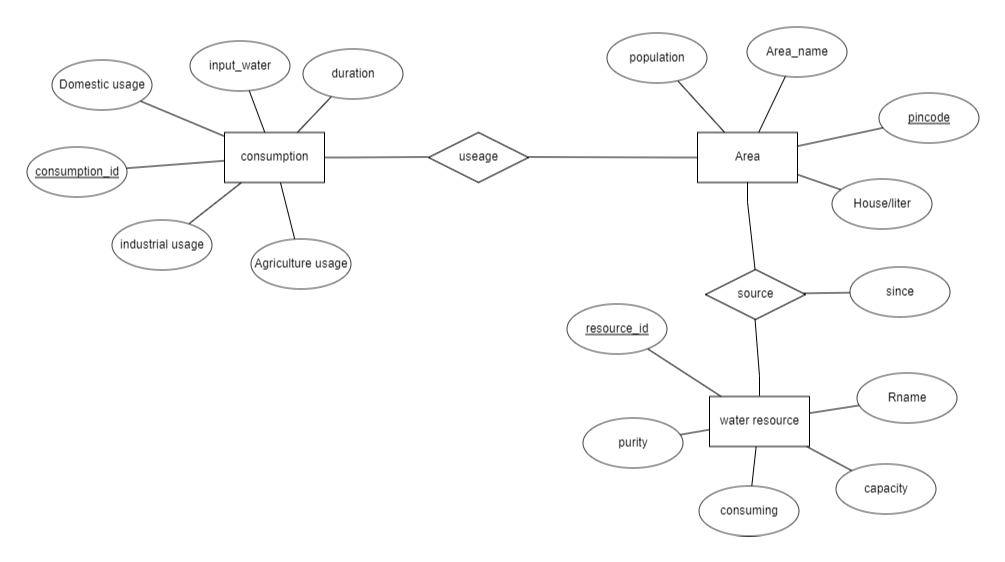 Area_name
population
input_water
duration
Domestic usage
pincode
consumption
useage
Area
consumption_id
House/liter
industrial usage
Agriculture usage
source
since
resource_id
Rname
water resource
purity
capacity
consuming